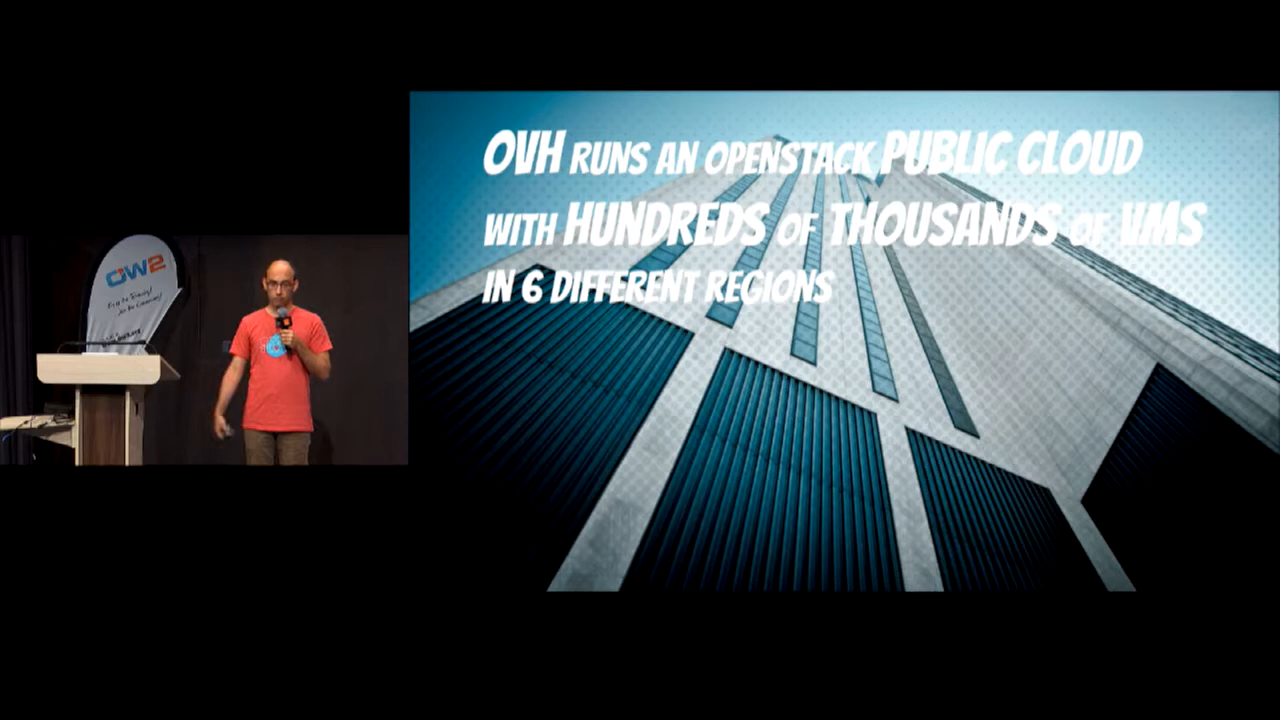 OW2
OVH RUNS AN OPENSTACK PUBLIC CLOUD
WITH HUNDREDS OF THOUSANDS OF VMS
IN 6 DIFFERENT REGIONS